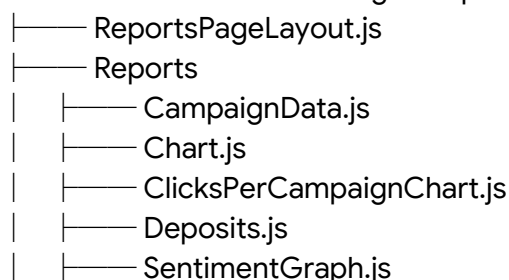 ├── ReportsPageLayout.js
├── Reports
│ ├── CampaignData.js
│ ├── Chart.js
│ ├── ClicksPerCampaignChart.js
│ ├── Deposits.js
│ ├── SentimentGraph.js